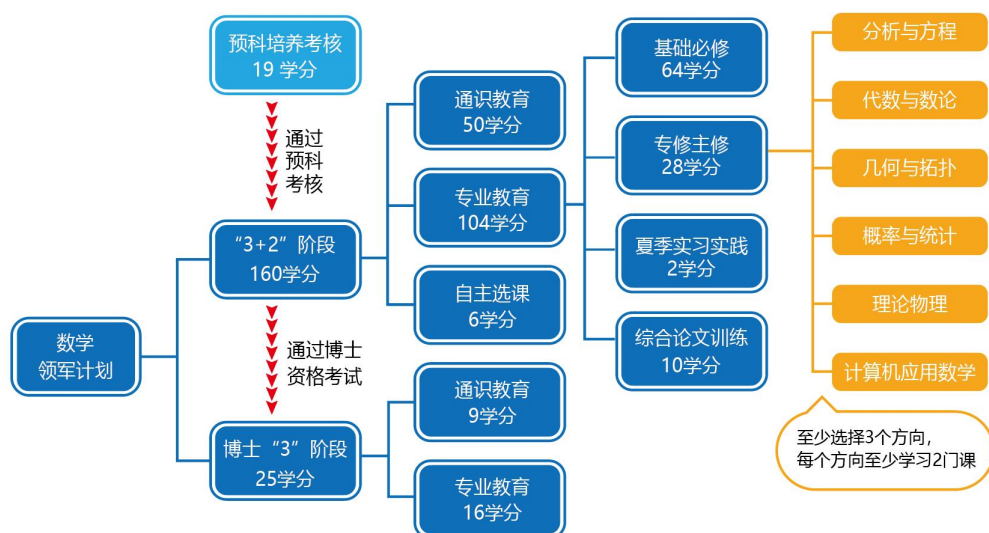 预科培养考核
19 学分
通过
预科
考核
“3+2”阶段
160学分
通过博士
资格考试
数学
领军计划
博士“3”阶段
25学分
通识教育
50学分
专业教育
104学分
自主选课
6学分
通识教育
9学分
专业教育
16学分
基础必修
64学分
专修主修
28学分
夏季实习实践
2学分
综合论文训练
10学分
分析与方程
代数与数论
几何与拓扑
概率与统计
理论物理
计算机应用数学
至少选择3个方向，
每个方向至少学习2门课